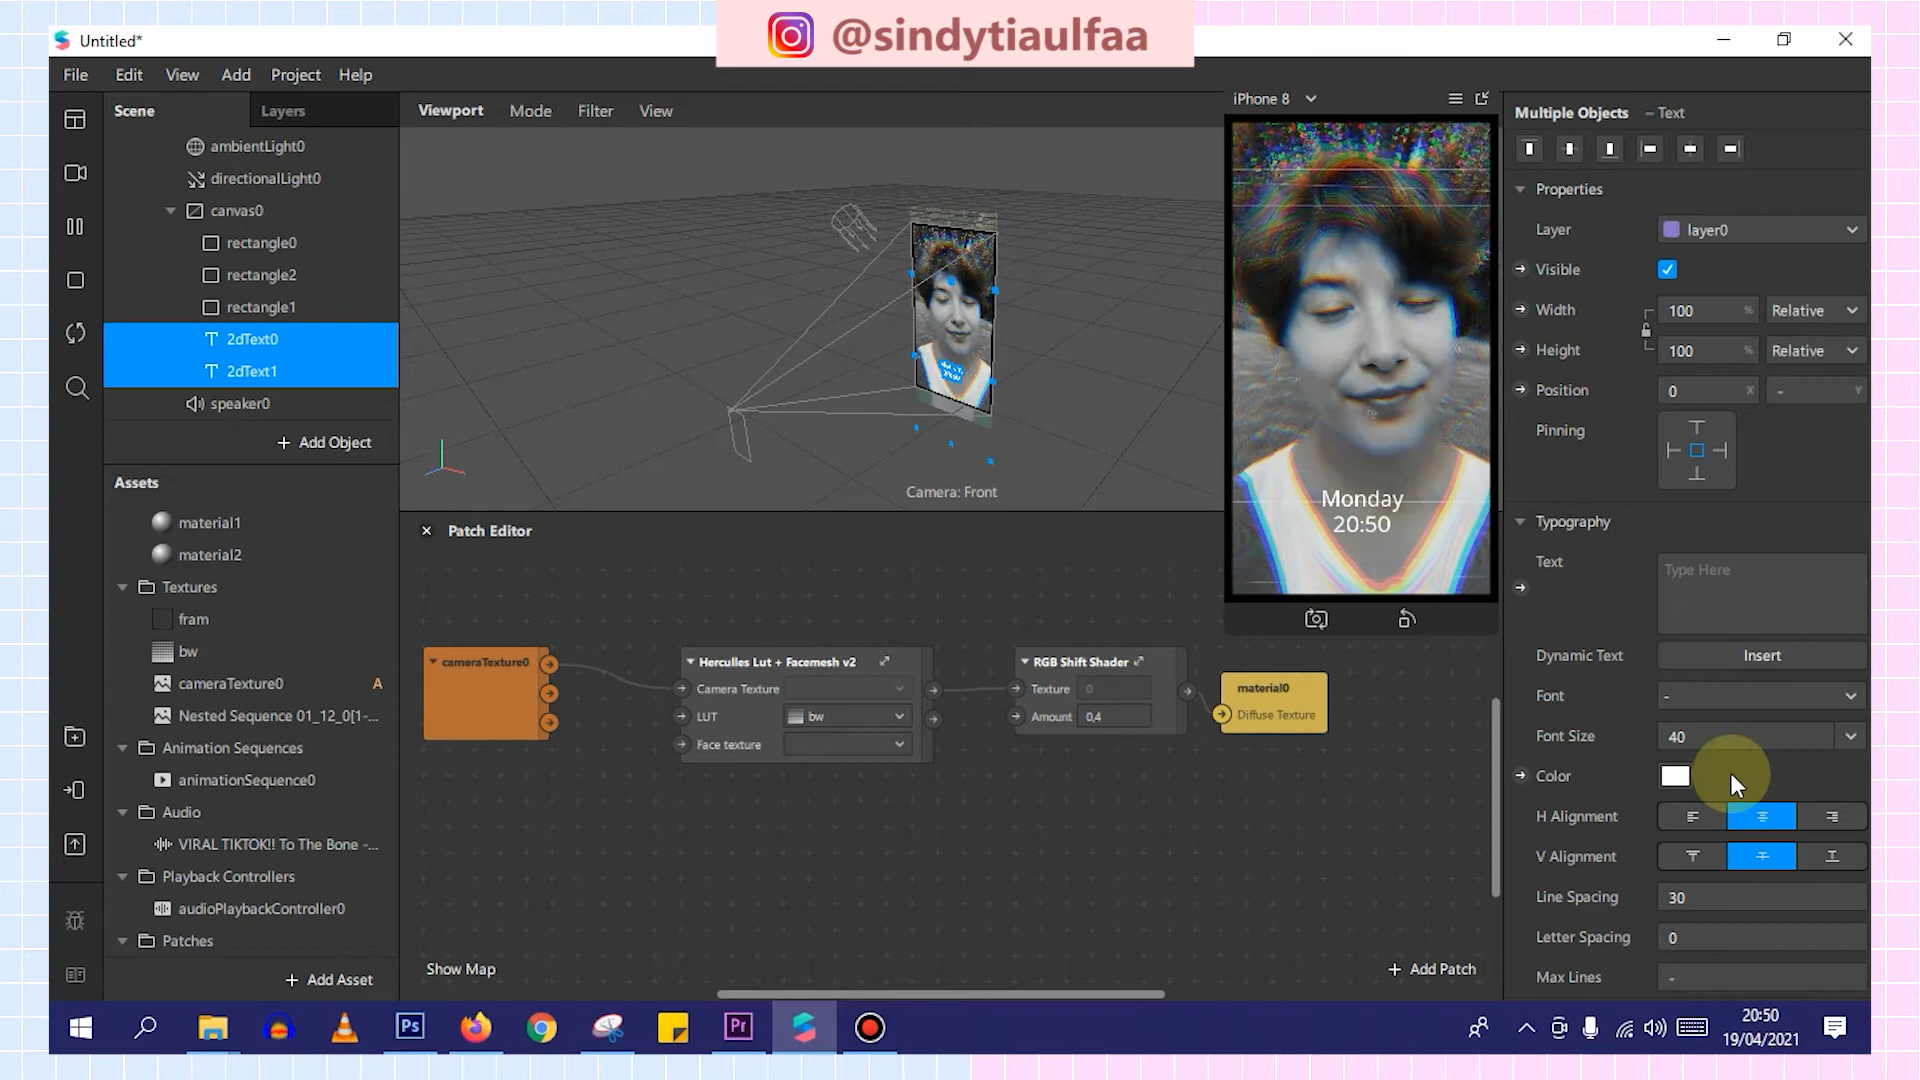 @sindytiaulfaa
Untitled*
File Edit View Add Project Help
Scene Layers
ambientLight0
directionalLight0
canvas0
rectangle0
rectangle2
rectangle1
2dText0
2dText1
speaker0
+ Add Object
Assets
material1
material2
Textures
fram
bw
cameraTexture0 A
Nested Sequence 01_12_0[1-...
Animation Sequences
animationSequence0
Audio
VIRAL TIKTOK!! To The Bone -...
Playback Controllers
audioPlaybackController0
Patches
+ Add Asset
Viewport Mode Filter View
Camera: Front
Patch Editor
cameraTexture0
Herculles Lut + Facemesh v2
Camera Texture
LUT bw
Face texture
RGB Shift Shader
Texture 0
Amount 0,4
material0
Diffuse Texture
Show Map
+ Add Patch
iPhone 8
Monday
20:50
Multiple Objects – Text
Properties
Layer layer0
Visible
Width 100 % Relative
Height 100 % Relative
Position 0 X - Y
Pinning
Typography
Text Type Here
Dynamic Text Insert
Font -
Font Size 40
Color
H Alignment
V Alignment
Line Spacing 30
Letter Spacing 0
Max Lines -
Ps
Pr
20:50
19/04/2021